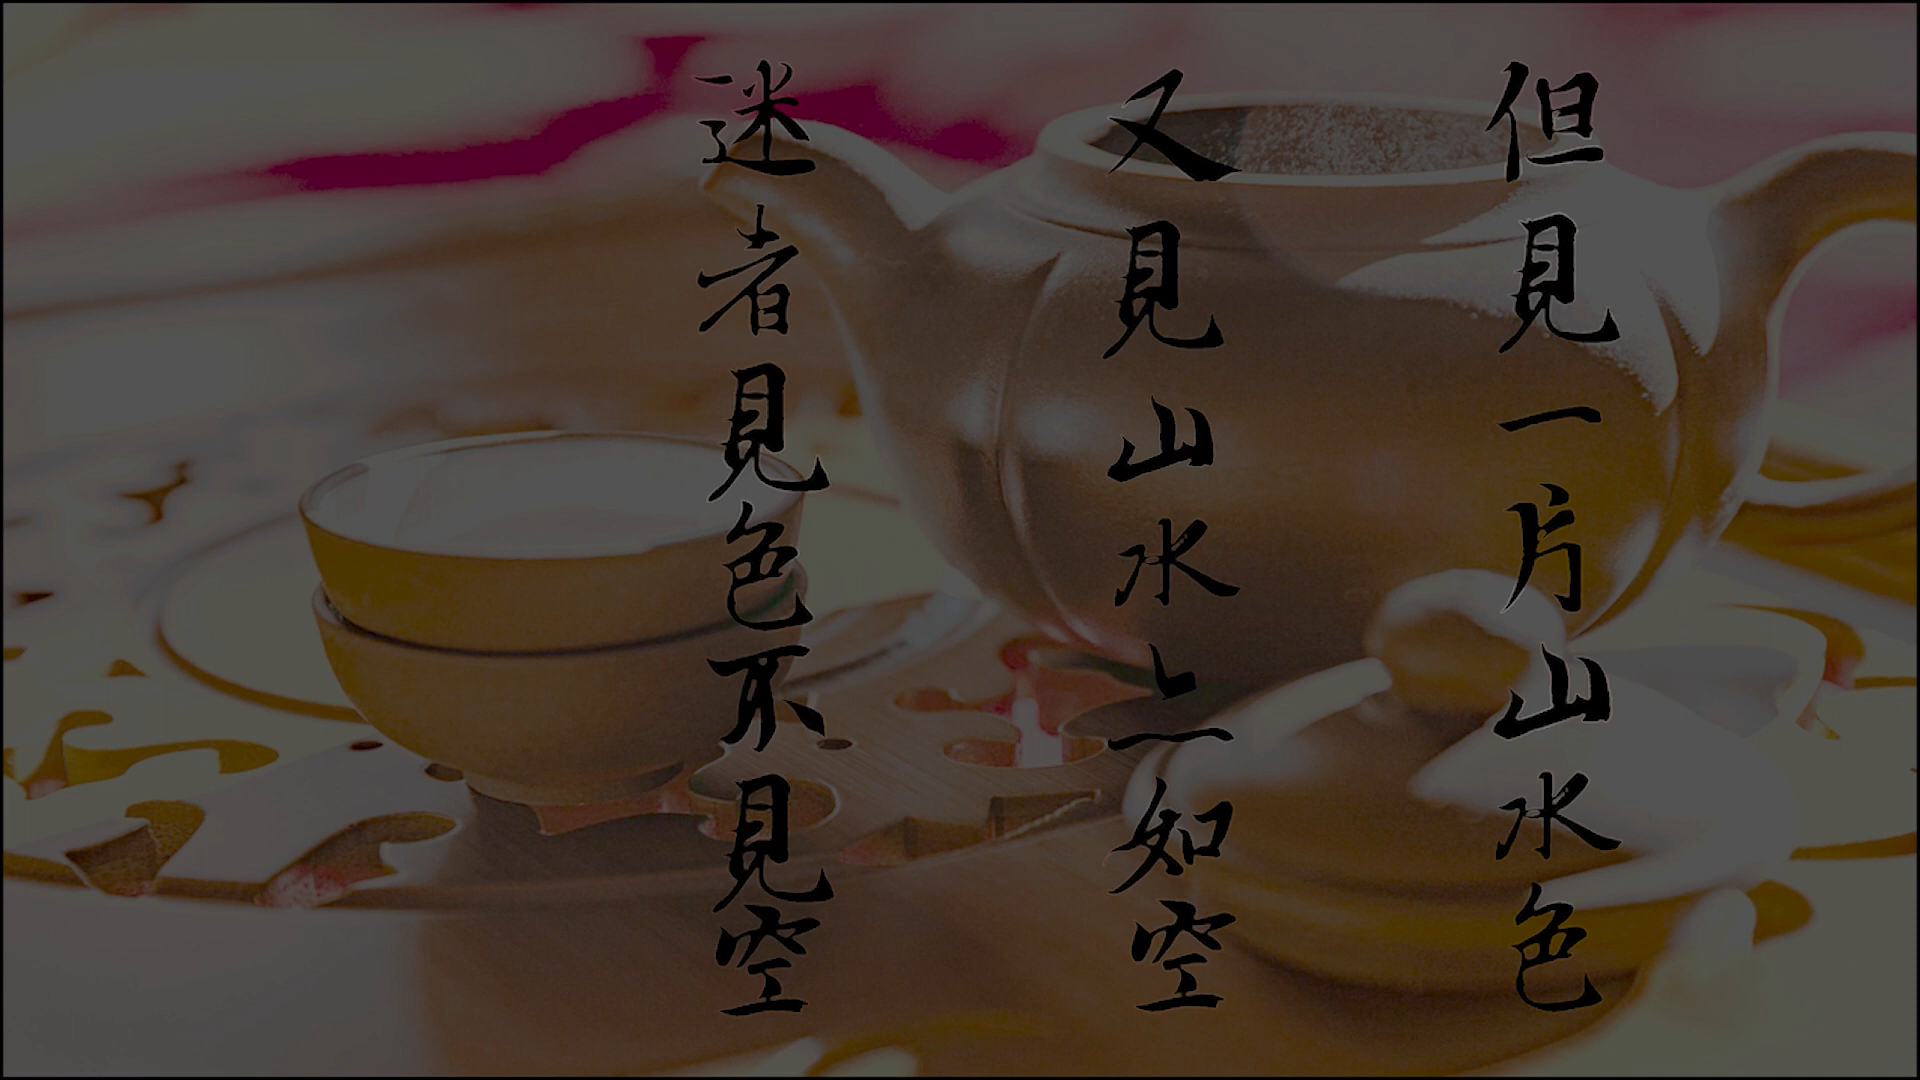 但見一片山水色
又見山水亦如空
迷者見色不見空